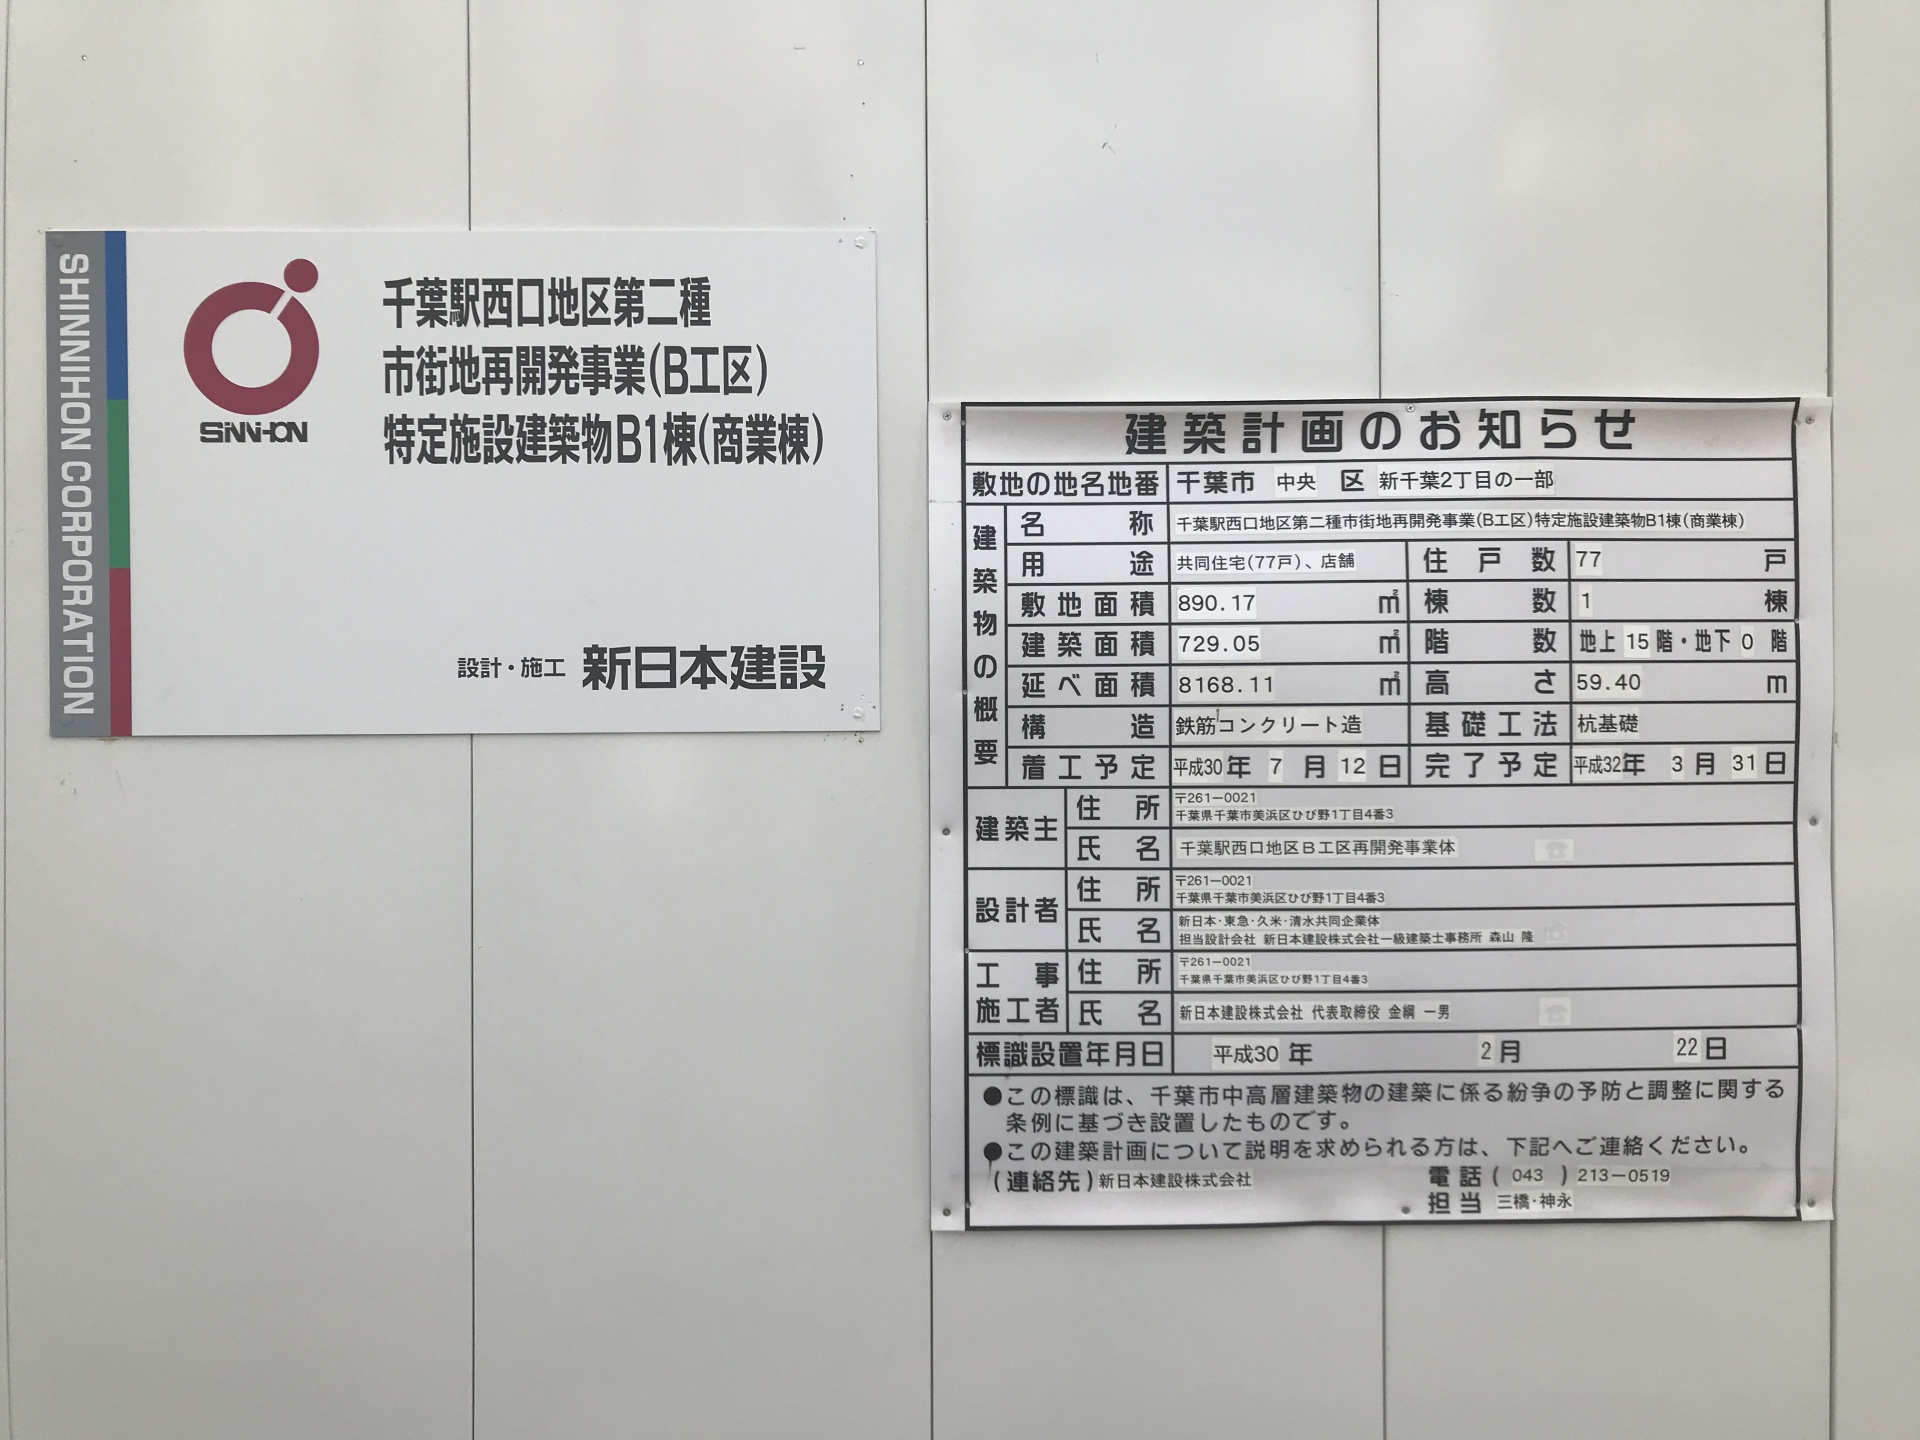 SHINNIHON CORPORATION
SiNNiHON
千葉駅西口地区第二種
市街地再開発事業(B工区)
特定施設建築物B1棟(商業棟)
設計・施工 新日本建設
建築計画のお知らせ
敷地の地名地番 千葉市 中央 区 新千葉2丁目の一部
建築物の概要
名称 千葉駅西口地区第二種市街地再開発事業(B工区)特定施設建築物B1棟(商業棟)
用途 共同住宅(77戸)、店舗 住戸数 77 戸
敷地面積 890.17 ㎡ 棟数 1 棟
建築面積 729.05 ㎡ 階数 地上 15 階・地下 0 階
延べ面積 8168.11 ㎡ 高さ 59.40 m
構造 鉄筋コンクリート造 基礎工法 杭基礎
着工予定 平成30年 7 月 12 日 完了予定 平成32年 3 月 31 日
建築主 住所 〒261−0021
千葉県千葉市美浜区ひび野1丁目4番3
氏名 千葉駅西口地区B工区再開発事業体
設計者 住所 〒261−0021
千葉県千葉市美浜区ひび野1丁目4番3
氏名 新日本・東急・久米・清水共同企業体
担当設計会社 新日本建設株式会社一級建築士事務所 森山 隆
工事施工者 住所 〒261−0021
千葉県千葉市美浜区ひび野1丁目4番3
氏名 新日本建設株式会社 代表取締役 金綱 一男
標識設置年月日 平成30 年 2 月 22 日
●この標識は、千葉市中高層建築物の建築に係る紛争の予防と調整に関する
条例に基づき設置したものです。
●この建築計画について説明を求められる方は、下記へご連絡ください。
(連絡先)新日本建設株式会社 電話( 043 )213−0519
担当 三橋・神永